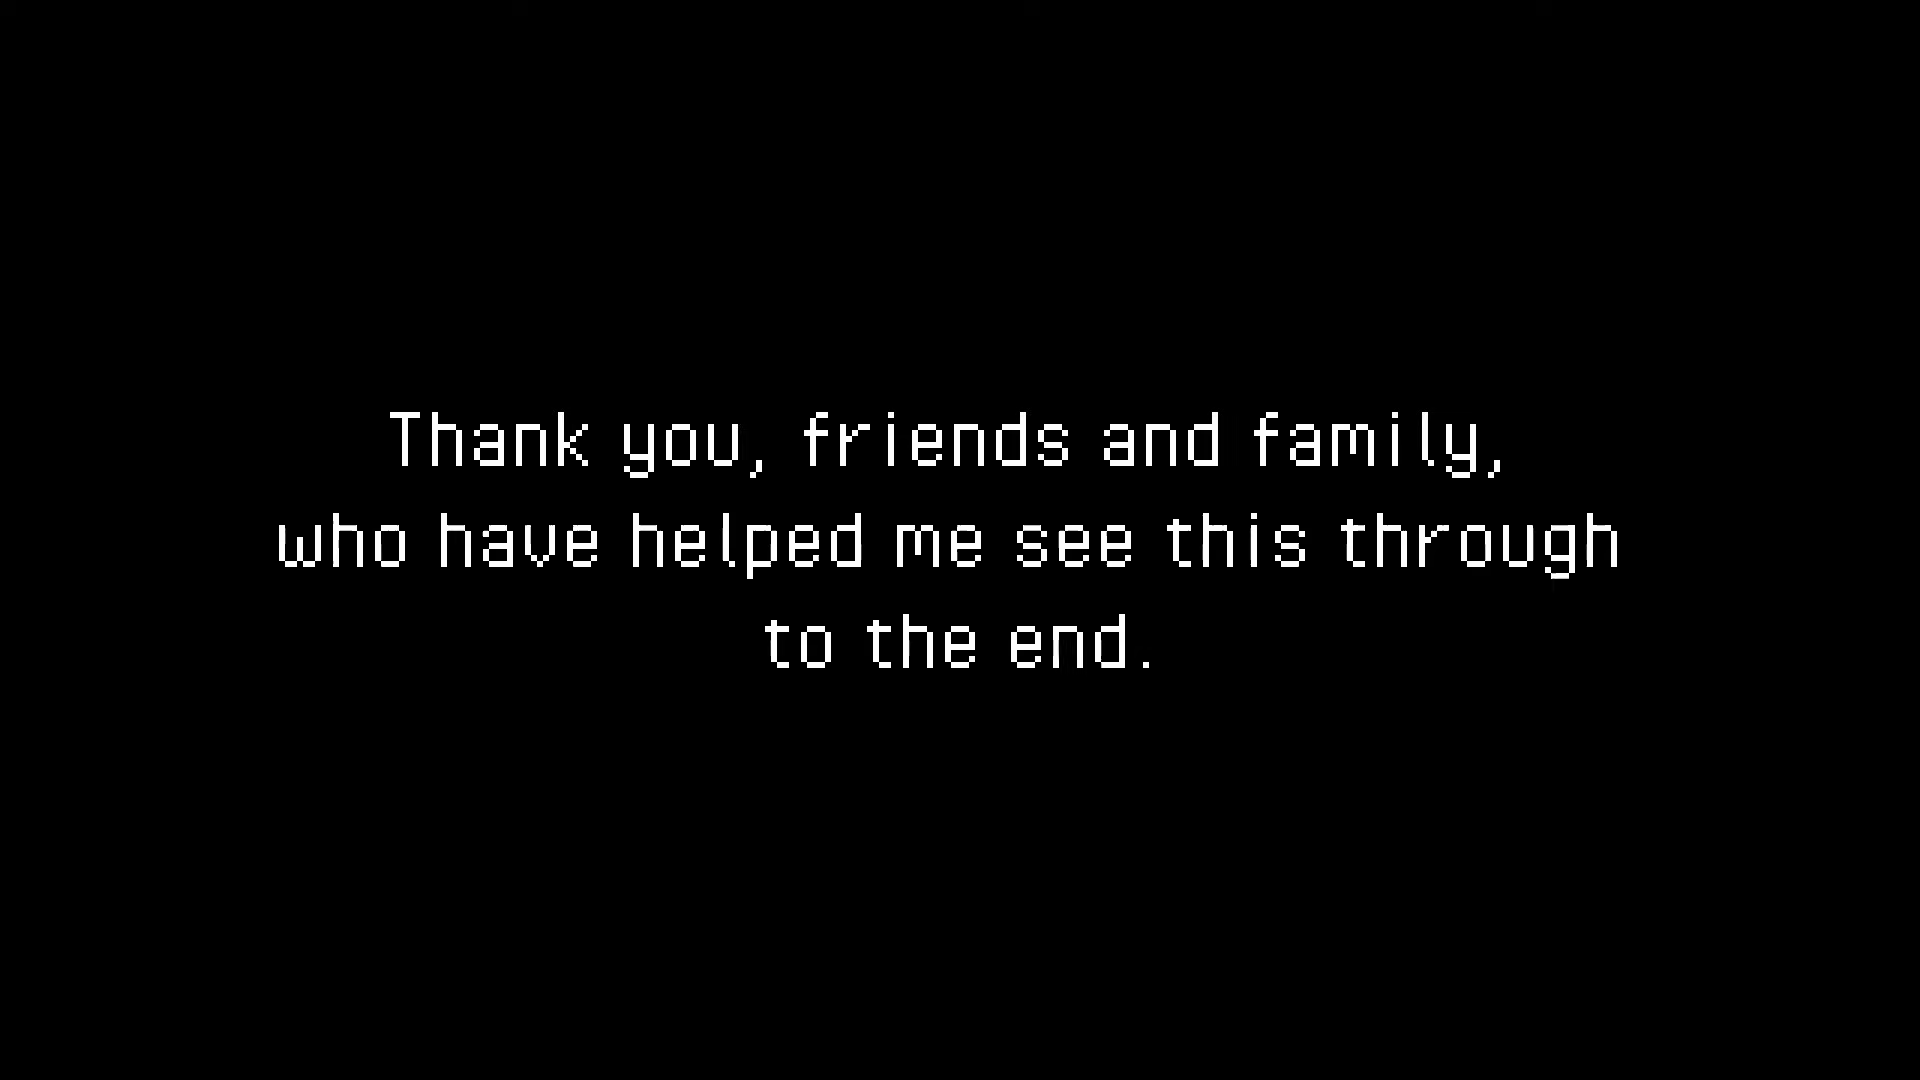 Thank you, friends and family,
who have helped me see this through
to the end.